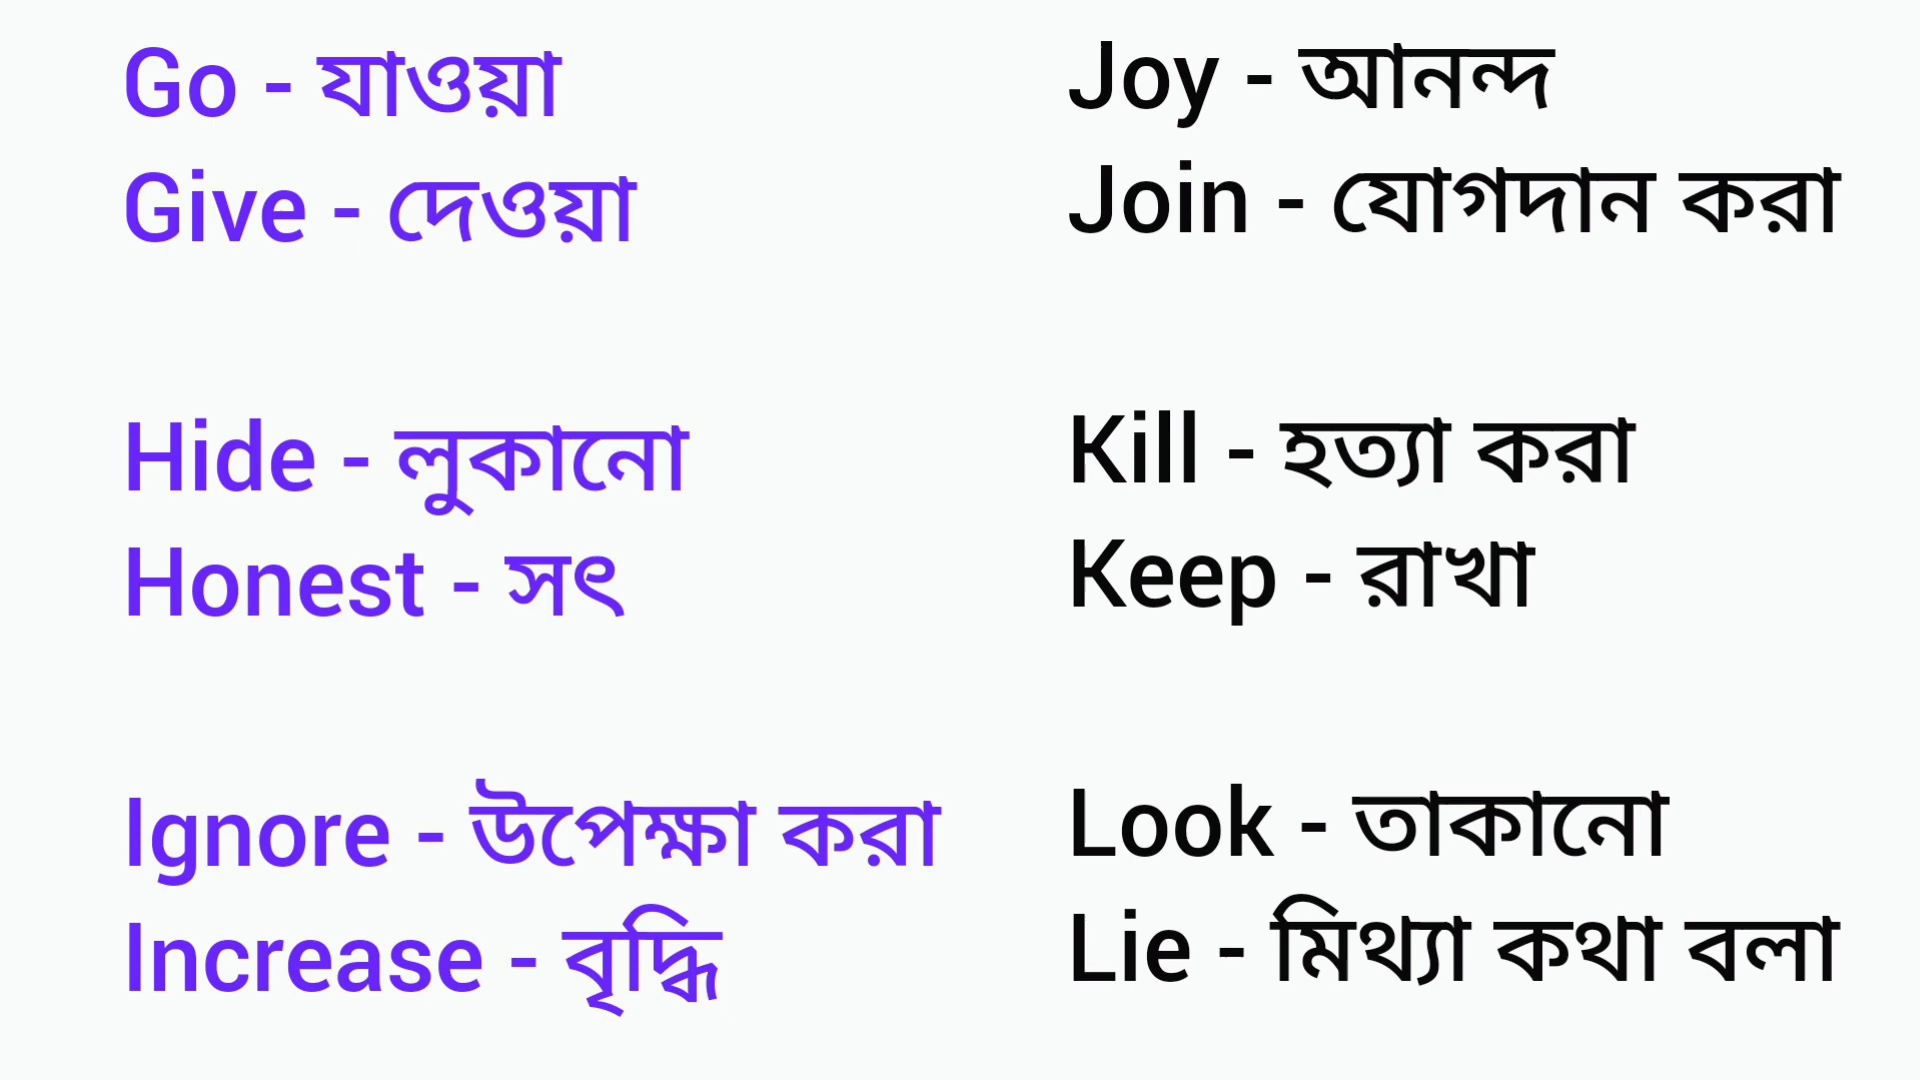 Go - যাওয়া
Give - দেওয়া
Hide - লুকানো
Honest - সৎ
Ignore - উপেক্ষা করা
Increase - বৃদ্ধি
Joy - আনন্দ
Join - যোগদান করা
Kill - হত্যা করা
Keep - রাখা
Look - তাকানো
Lie - মিথ্যা কথা বলা